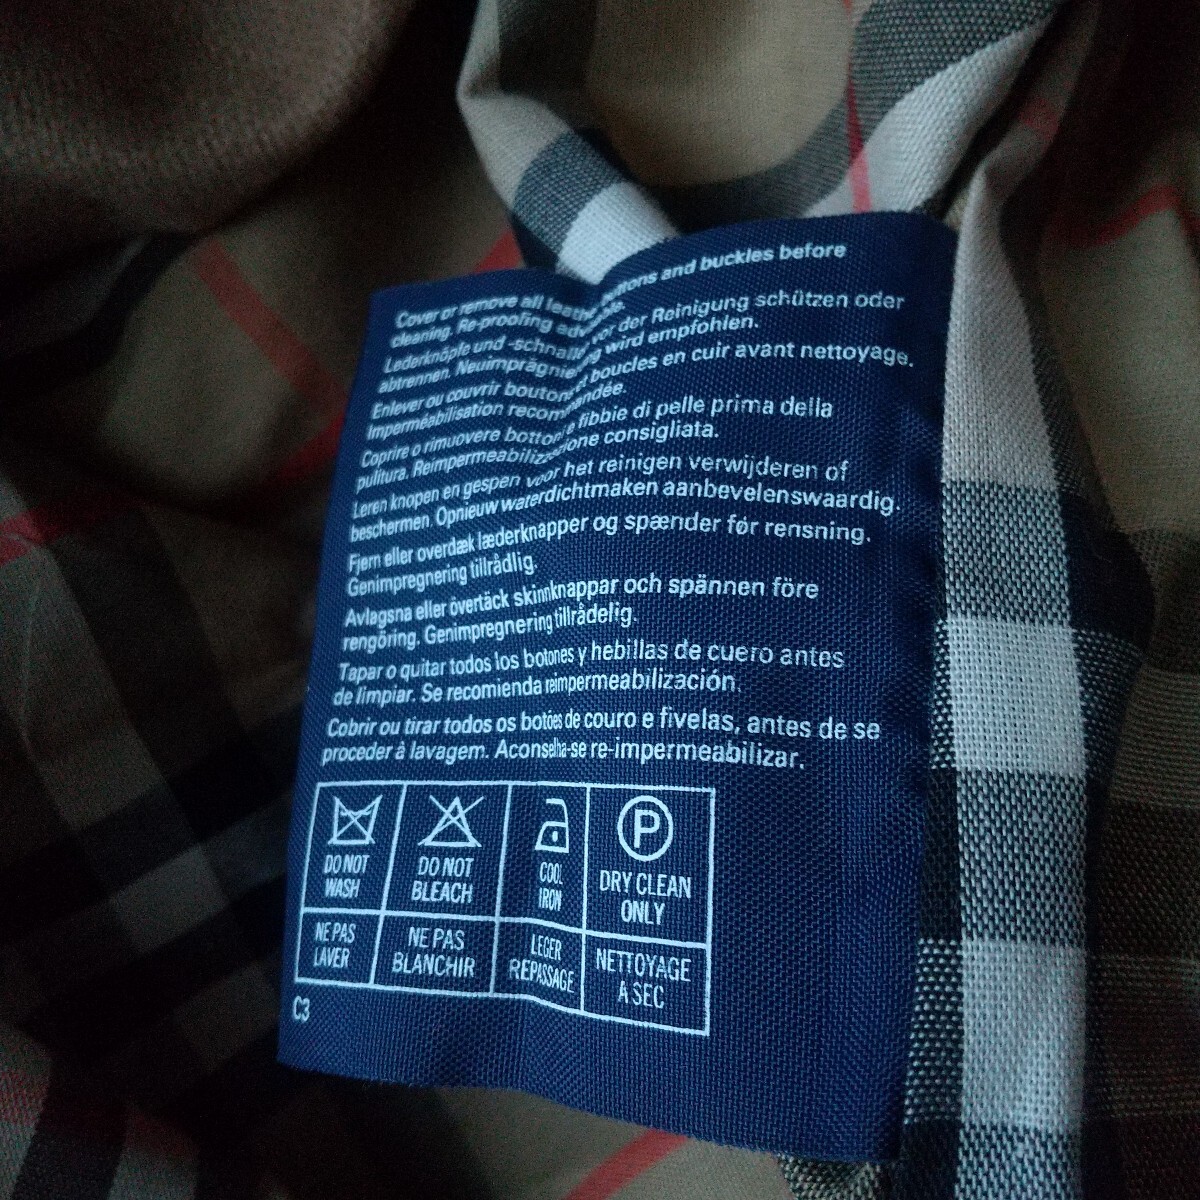 Cover or remove all leather buttons and buckles before
cleaning. Re-proofing advisable.
Lederknöpfe und -schnallen vor der Reinigung schützen oder
abtrennen. Neuimprägnierung wird empfohlen.
Enlever ou couvrir boutons et boucles en cuir avant nettoyage.
Imperméabilisation recommandée.
Coprire o rimuovere bottoni e fibbie di pelle prima della
pulitura. Reimpermeabilizzazione consigliata.
Leren knopen en gespen voor het reinigen verwijderen of
beschermen. Opnieuw waterdichtmaken aanbevelenswaardig.
Fjern eller overdæk læderknapper og spænder fór rensning.
Genimpregnering tillrådlig.
Avlagsna eller övertäck skinnknappar och spännen före
rengöring. Genimpregnering tillrådelig.
Tapar o quitar todos los botones y hebillas de cuero antes
de limpiar. Se recomienda reimpermeabilización.
Cobrir ou tirar todos os botões de couro e fivelas, antes de se
proceder à lavagem. Aconselha-se re-impermeabilizar.
P
DO NOT
WASH
DO NOT
BLEACH
COOL
IRON
DRY CLEAN
ONLY
NE PAS
LAVER
NE PAS
BLANCHIR
LEGER
REPASSAGE
NETTOYAGE
A SEC
C3